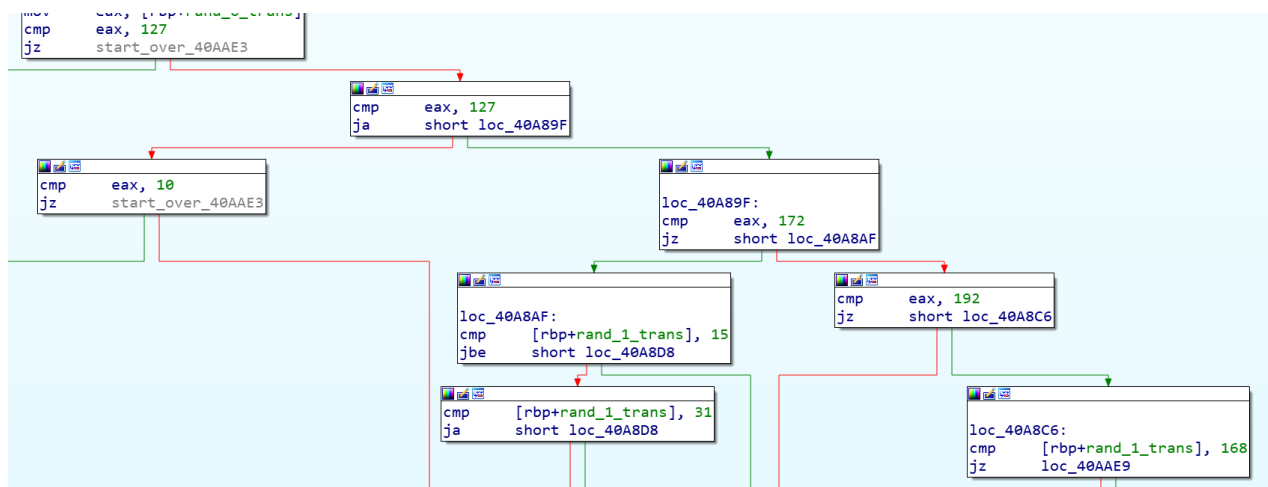 cmp eax, 127
jz start_over_40AAE3
cmp eax, 127
ja short loc_40A89F
cmp eax, 10
jz start_over_40AAE3
loc_40A89F:
cmp eax, 172
jz short loc_40A8AF
loc_40A8AF:
cmp [rbp+rand_1_trans], 15
jbe short loc_40A8D8
cmp eax, 192
jz short loc_40A8C6
cmp [rbp+rand_1_trans], 31
ja short loc_40A8D8
loc_40A8C6:
cmp [rbp+rand_1_trans], 168
jz loc_40AAE9